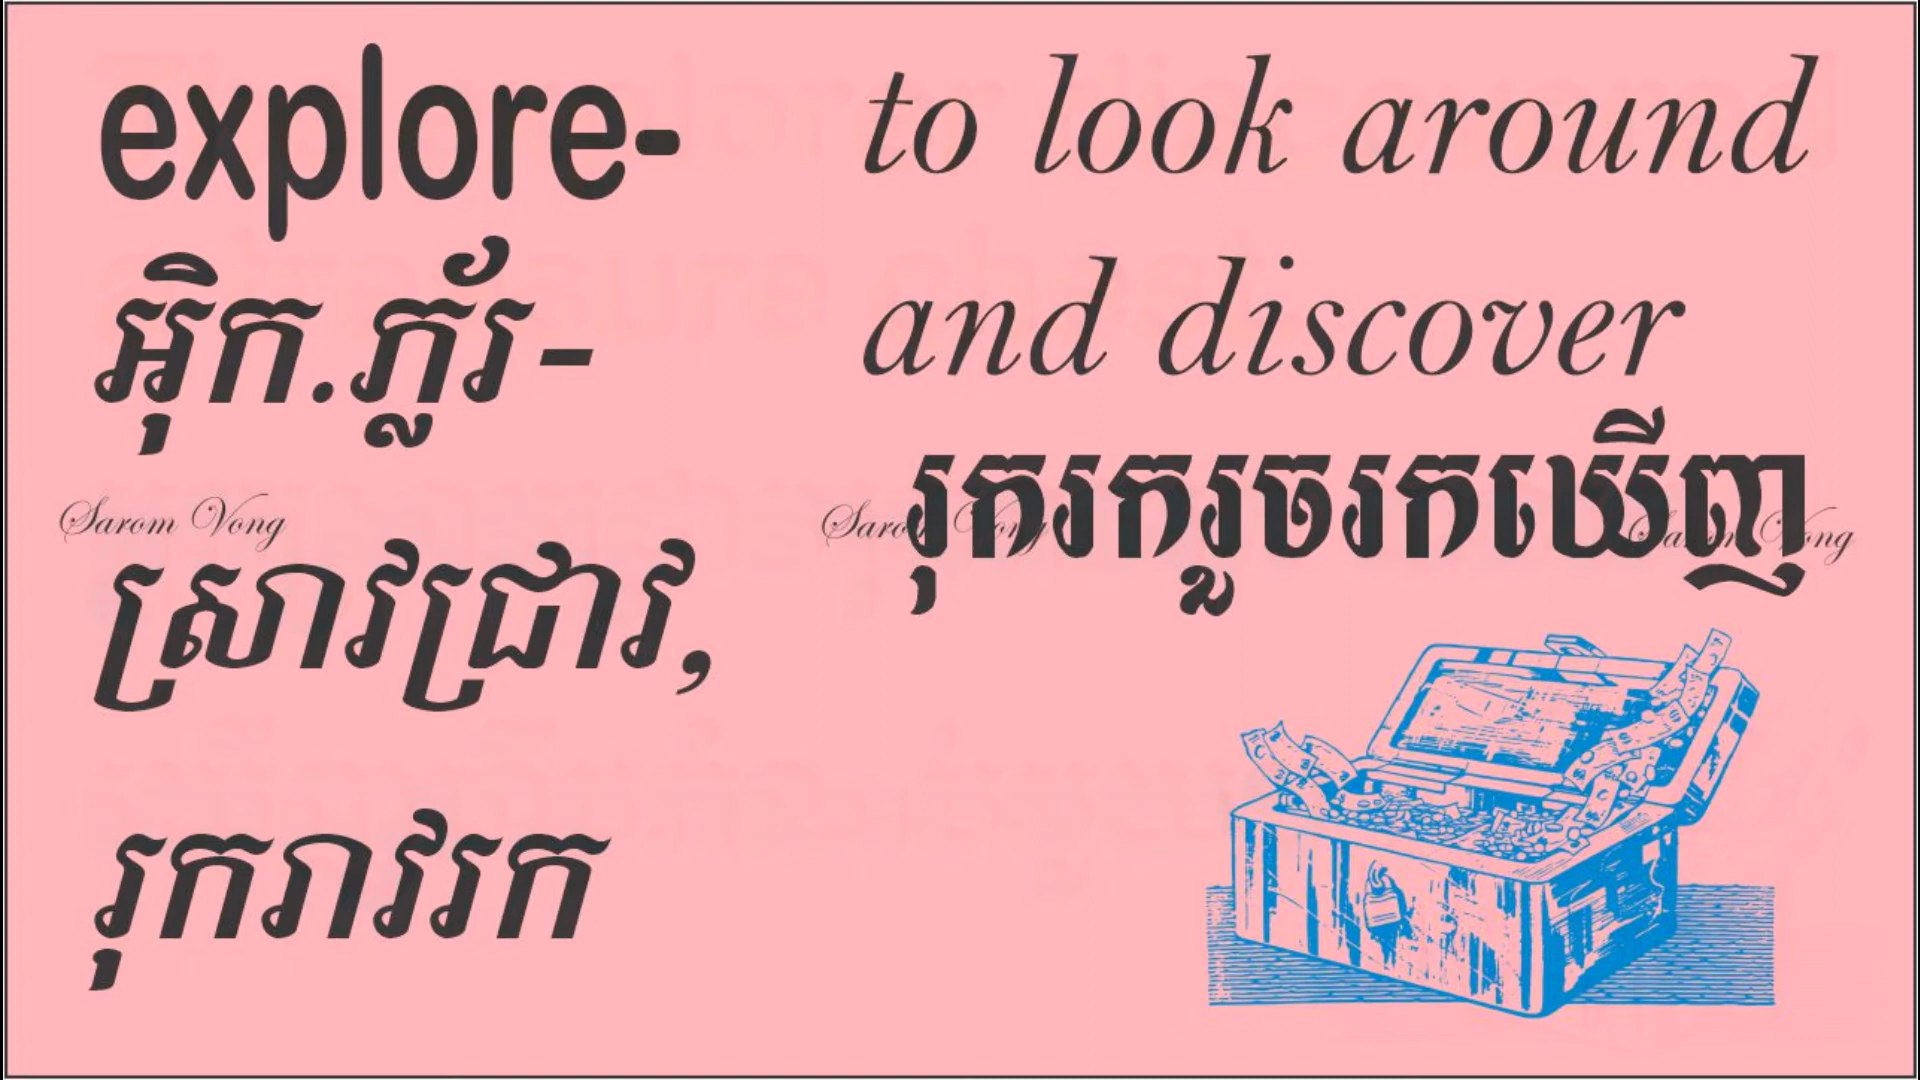 explore-
អ៊ិក.ភ្ល័រ-
ស្រាវជ្រាវ,
រុករាវរក
to look around
and discover
រុករករួចរកឃើញ
Sarom Vong
Sarom Vong
Sarom Vong